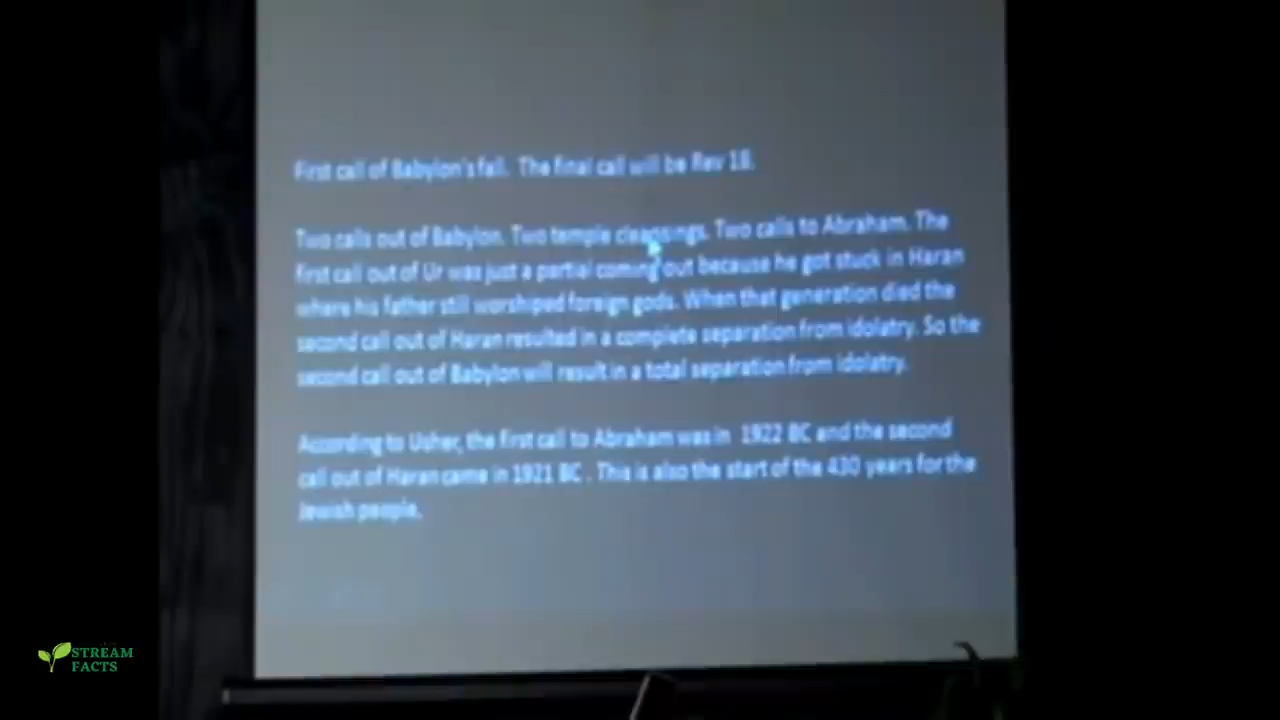 First call of Babylon's fall. The final call will be Rev 18.
Two calls out of Babylon. Two temple cleansings. Two calls to Abraham. The
first call out of Ur was just a partial coming out because he got stuck in Haran
where his father still worshiped foreign gods. When that generation died the
second call out of Haran resulted in a complete separation from idolatry. So the
second call out of Babylon will result in a total separation from idolatry.
According to Usher, the first call to Abraham was in 1922 BC and the second
call out of Haran came in 1921 BC . This is also the start of the 430 years for the
Jewish people.
STREAM
FACTS